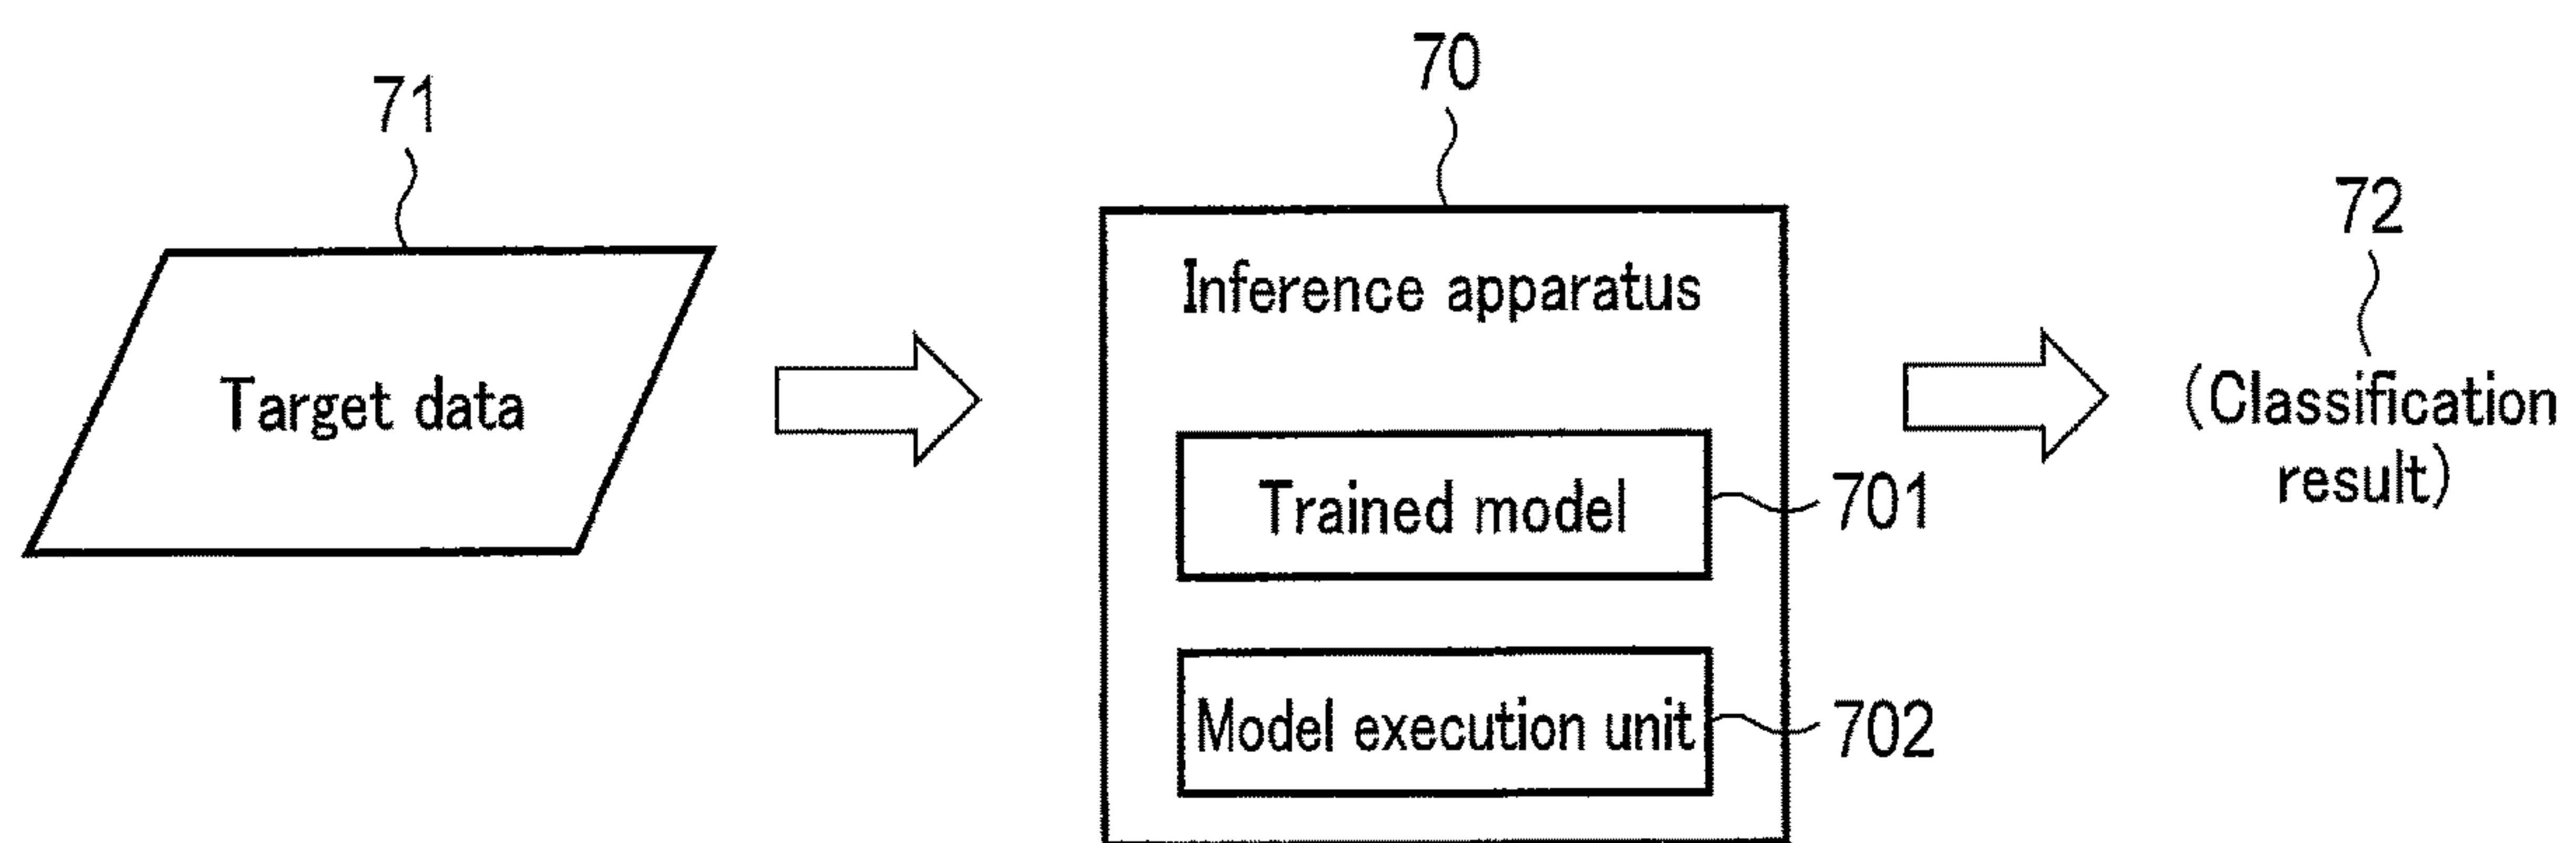 71
Target data
70
Inference apparatus
Trained model
701
Model execution unit
702
72
(Classification
result)